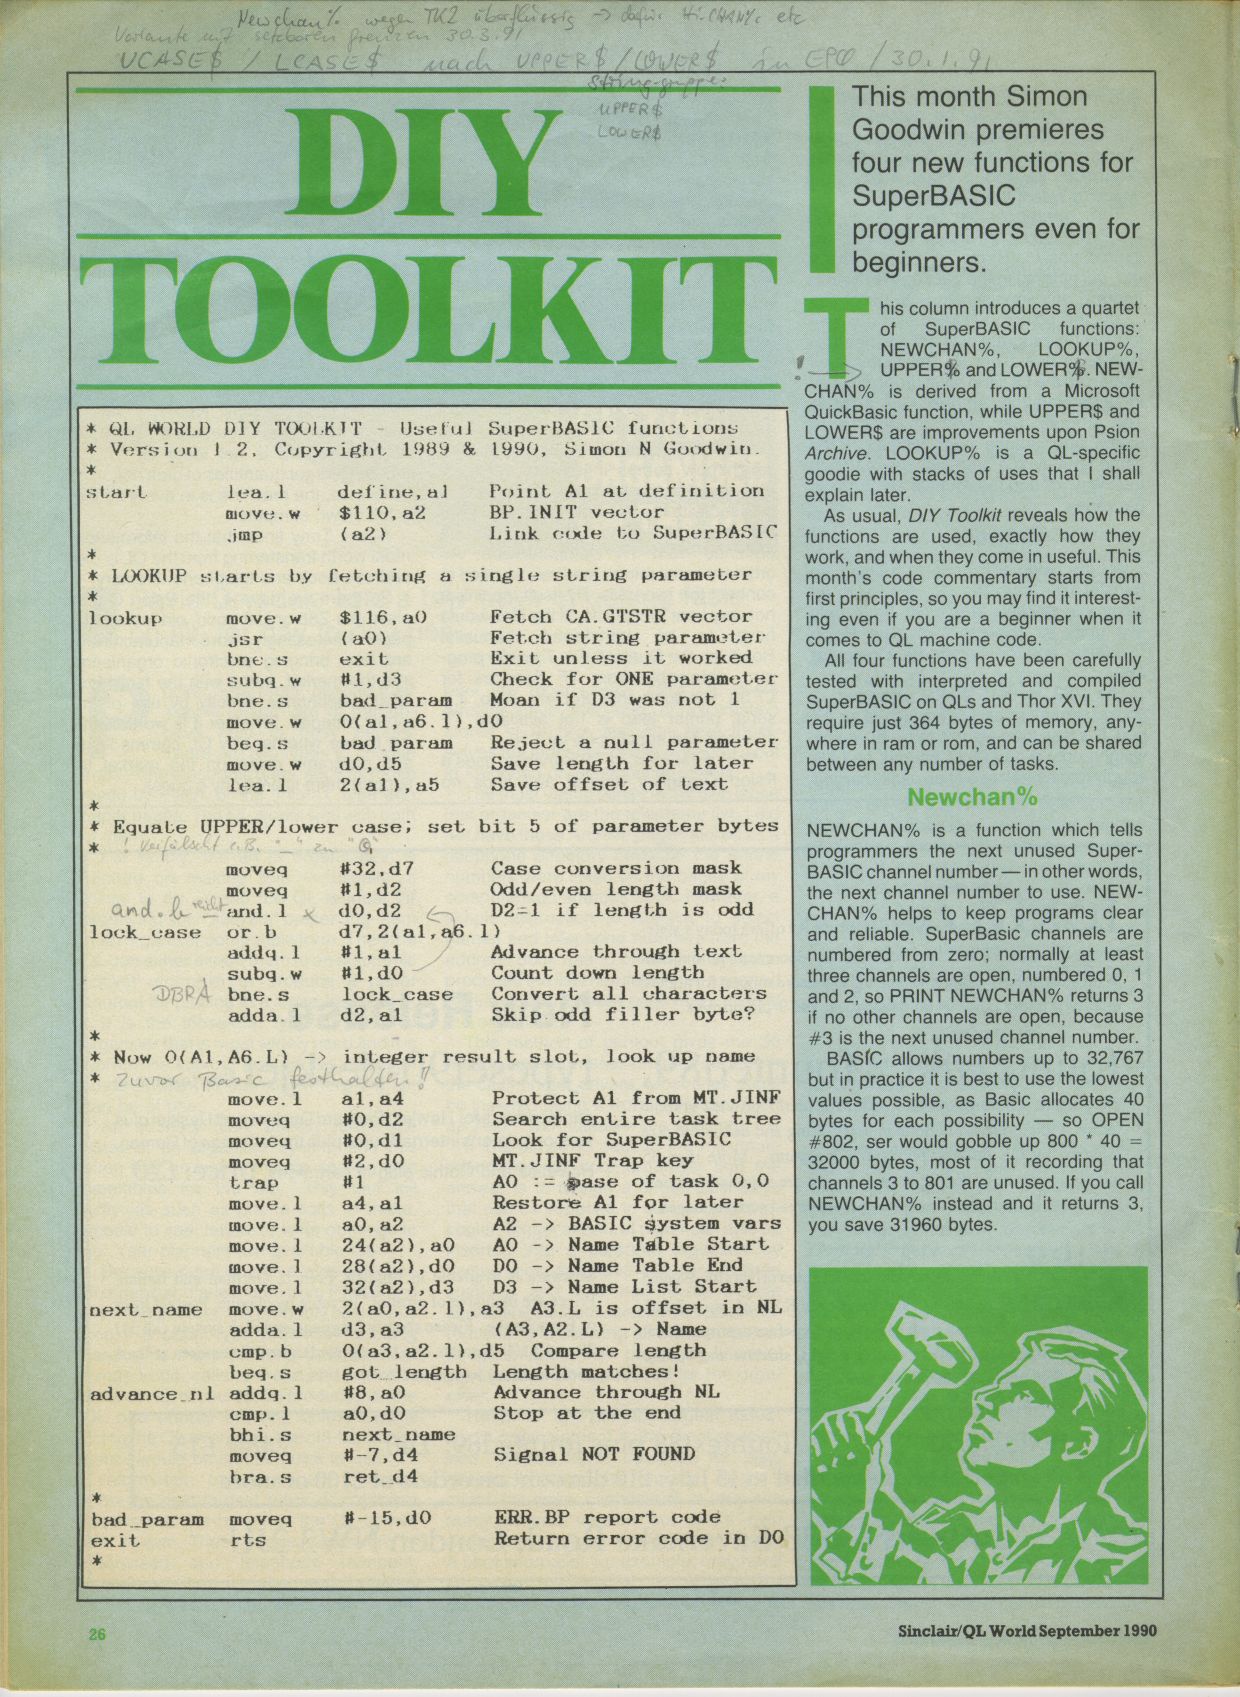 Newchan% wegen TK2 überflüssig -> dafür HiCHAN% etc
Variante mit setzbaren Grenzen 30.3.91
UCASE$ / LCASE$ nach UPPER$/LOWER$ in EPQ /30.1.91
String-gruppe:
UPPER$
LOWER$
DIY
TOOLKIT
* QL WORLD DIY TOOLKIT - Useful SuperBASIC functions
* Version 1.2, Copyright 1989 & 1990, Simon N Goodwin.
*
start lea.l define,a1 Point A1 at definition
move.w $110,a2 BP.INIT vector
jmp (a2) Link code to SuperBASIC
*
* LOOKUP starts by fetching a single string parameter
*
lookup move.w $116,a0 Fetch CA.GTSTR vector
jsr (a0) Fetch string parameter
bne.s exit Exit unless it worked
subq.w #1,d3 Check for ONE parameter
bne.s bad_param Moan if D3 was not 1
move.w 0(a1,a6.l),d0
beq.s bad_param Reject a null parameter
move.w d0,d5 Save length for later
lea.l 2(a1),a5 Save offset of text
*
* Equate UPPER/lower case; set bit 5 of parameter bytes
* ! Verfälscht z.B. "_" zu "@"
moveq #32,d7 Case conversion mask
moveq #1,d2 Odd/even length mask
and.b reicht and.l x d0,d2 D2=1 if length is odd
lock_case or.b d7,2(a1,a6.l)
addq.l #1,a1 Advance through text
subq.w #1,d0 Count down length
DBRA bne.s lock_case Convert all characters
adda.l d2,a1 Skip odd filler byte?
*
* Now 0(A1,A6.L) -> integer result slot, look up name
* Zuvor Basic festhalten!!
move.l a1,a4 Protect A1 from MT.JINF
moveq #0,d2 Search entire task tree
moveq #0,d1 Look for SuperBASIC
moveq #2,d0 MT.JINF Trap key
trap #1 A0 := base of task 0,0
move.l a4,a1 Restore A1 for later
move.l a0,a2 A2 -> BASIC system vars
move.l 24(a2),a0 A0 -> Name Table Start
move.l 28(a2),d0 D0 -> Name Table End
move.l 32(a2),d3 D3 -> Name List Start
next_name move.w 2(a0,a2.l),a3 A3.L is offset in NL
adda.l d3,a3 (A3,A2.L) -> Name
cmp.b 0(a3,a2.l),d5 Compare length
beq.s got_length Length matches!
advance_nl addq.l #8,a0 Advance through NL
cmp.l a0,d0 Stop at the end
bhi.s next_name
moveq #-7,d4 Signal NOT FOUND
bra.s ret_d4
*
bad_param moveq #-15,d0 ERR.BP report code
exit rts Return error code in D0
*
This month Simon
Goodwin premieres
four new functions for
SuperBASIC
programmers even for
beginners.
This column introduces a quartet
of SuperBASIC functions:
NEWCHAN%, LOOKUP%,
! UPPER% and LOWER%. NEW-
CHAN% is derived from a Microsoft
QuickBasic function, while UPPER$ and
LOWER$ are improvements upon Psion
Archive. LOOKUP% is a QL-specific
goodie with stacks of uses that I shall
explain later.
As usual, DIY Toolkit reveals how the
functions are used, exactly how they
work, and when they come in useful. This
month's code commentary starts from
first principles, so you may find it interest-
ing even if you are a beginner when it
comes to QL machine code.
All four functions have been carefully
tested with interpreted and compiled
SuperBASIC on QLs and Thor XVI. They
require just 364 bytes of memory, any-
where in ram or rom, and can be shared
between any number of tasks.
Newchan%
NEWCHAN% is a function which tells
programmers the next unused Super-
BASIC channel number — in other words,
the next channel number to use. NEW-
CHAN% helps to keep programs clear
and reliable. SuperBasic channels are
numbered from zero; normally at least
three channels are open, numbered 0, 1
and 2, so PRINT NEWCHAN% returns 3
if no other channels are open, because
#3 is the next unused channel number.
BASIC allows numbers up to 32,767
but in practice it is best to use the lowest
values possible, as Basic allocates 40
bytes for each possibility — so OPEN
#802, ser would gobble up 800 * 40 =
32000 bytes, most of it recording that
channels 3 to 801 are unused. If you call
NEWCHAN% instead and it returns 3,
you save 31960 bytes.
26
Sinclair/QL World September 1990